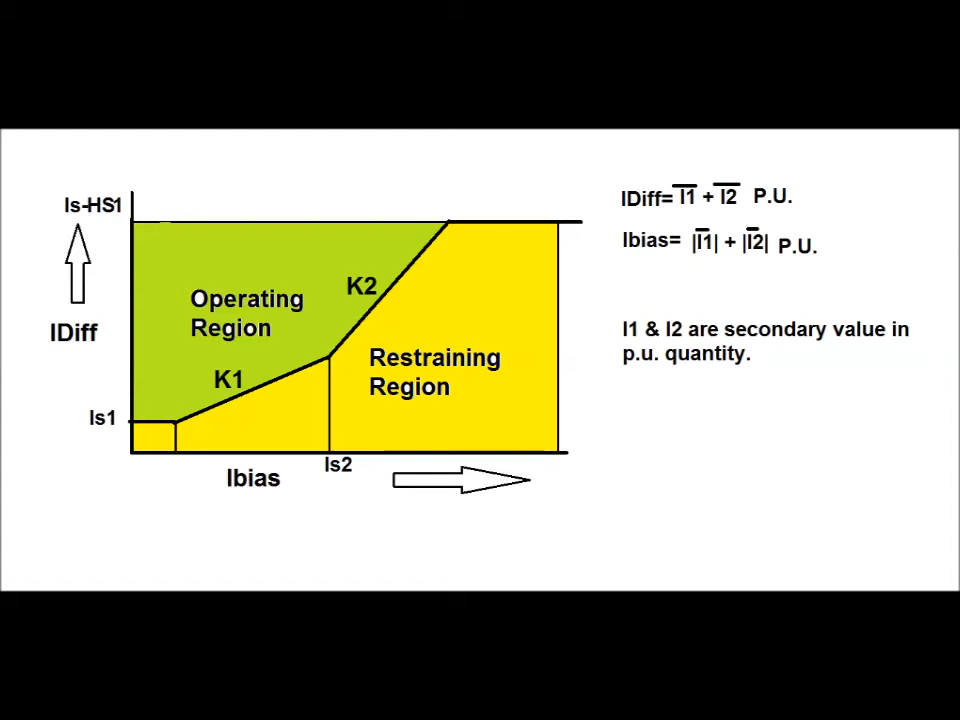 Is-HS1
IDiff= I1 + I2 P.U.
Ibias= |I1| + |I2| P.U.
K2
Operating
Region
IDiff
I1 & I2 are secondary value in
p.u. quantity.
Restraining
Region
K1
Is1
Is2
Ibias